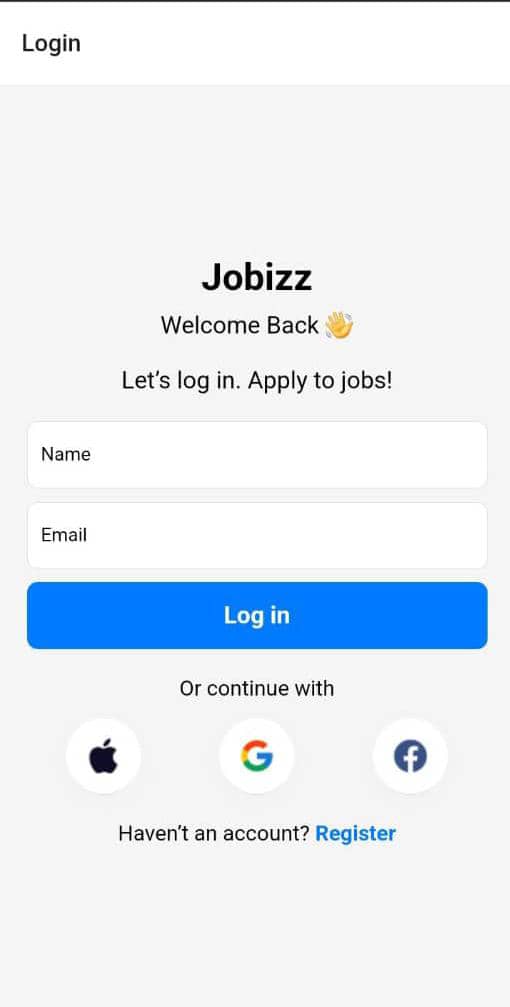 Login
Jobizz
Welcome Back 👋
Let’s log in. Apply to jobs!
Name
Email
Log in
Or continue with
Haven’t an account? Register